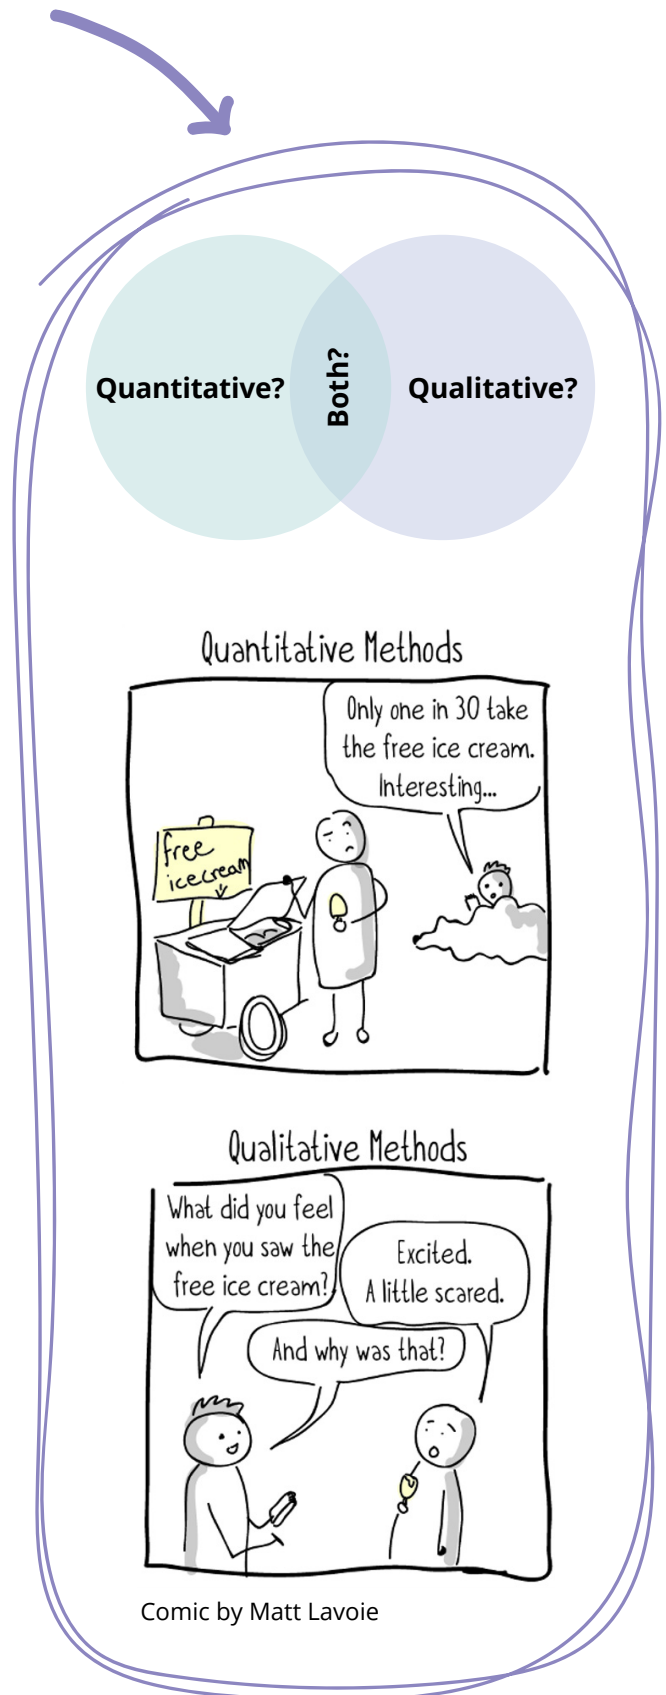 Quantitative?
Both?
Qualitative?
Quantitative Methods
Only one in 30 take
the free ice cream.
Interesting...
free
icecream
Qualitative Methods
What did you feel
when you saw the
free ice cream?
Excited.
A little scared.
And why was that?
Comic by Matt Lavoie